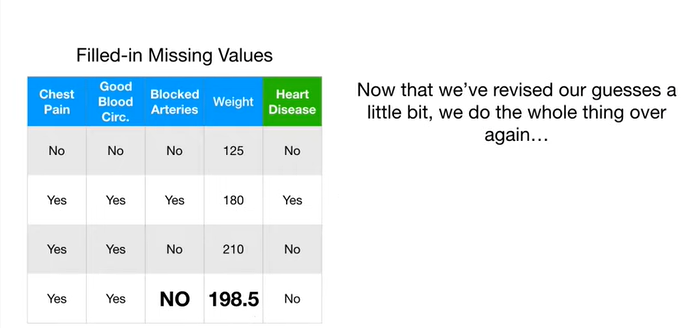 Filled-in Missing Values
Now that we've revised our guesses a
little bit, we do the whole thing over
again...
Chest Pain Good Blood Circ. Blocked Arteries Weight Heart Disease
No No No 125 No
Yes Yes Yes 180 Yes
Yes Yes No 210 No
Yes Yes NO 198.5 No